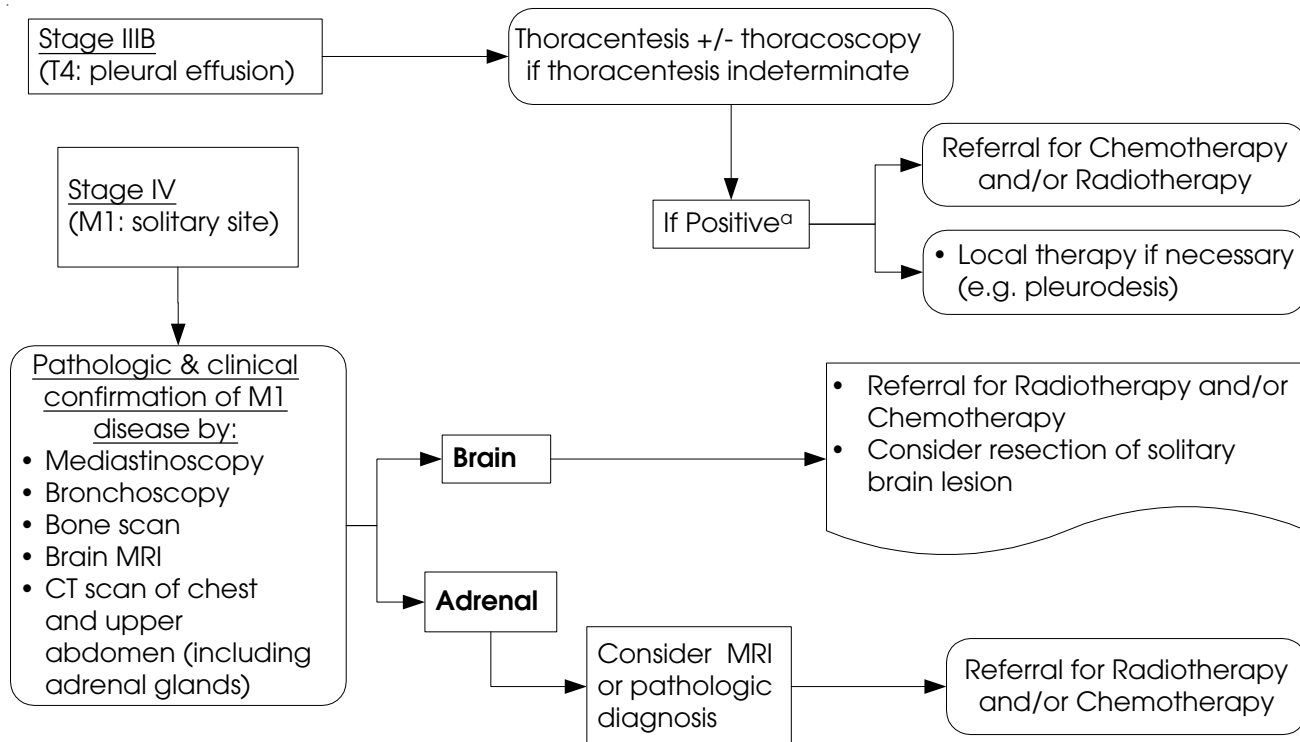 Stage IIIB
(T4: pleural effusion)
Thoracentesis +/- thoracoscopy
if thoracentesis indeterminate
If Positiveᵃ
Referral for Chemotherapy
and/or Radiotherapy
• Local therapy if necessary
(e.g. pleurodesis)
Stage IV
(M1: solitary site)
Pathologic & clinical
confirmation of M1
disease by:
• Mediastinoscopy
• Bronchoscopy
• Bone scan
• Brain MRI
• CT scan of chest
and upper
abdomen (including
adrenal glands)
Brain
• Referral for Radiotherapy and/or
Chemotherapy
• Consider resection of solitary
brain lesion
Adrenal
Consider MRI
or pathologic
diagnosis
Referral for Radiotherapy
and/or Chemotherapy